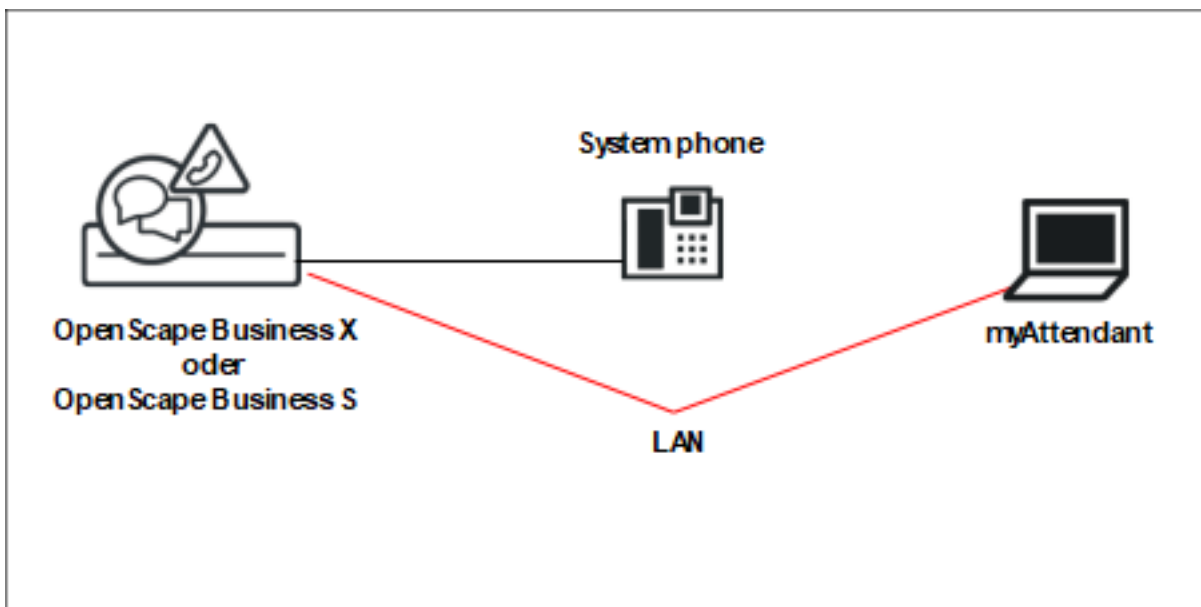 System phone
OpenScape Business X
oder
OpenScape Business S
myAttendant
LAN